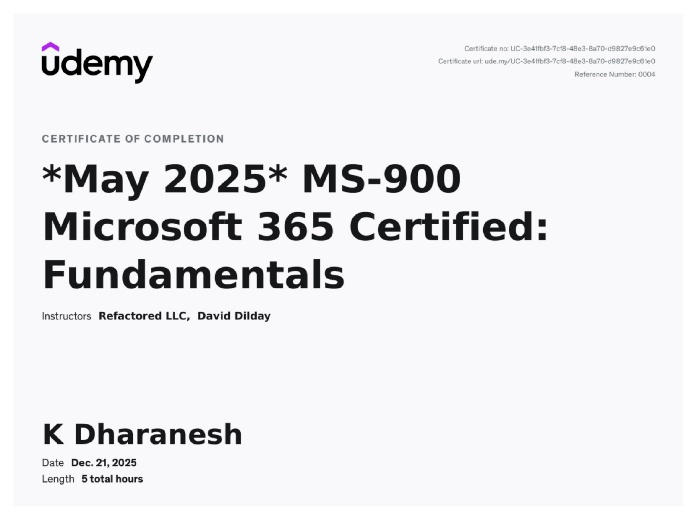 udemy
Certificate no: UC-3e4ffbf3-7cf8-48e3-8a70-d9827e9c61e0
Certificate url: ude.my/UC-3e4ffbf3-7cf8-48e3-8a70-d9827e9c61e0
Reference Number: 0004
CERTIFICATE OF COMPLETION
*May 2025* MS-900
Microsoft 365 Certified:
Fundamentals
Instructors Refactored LLC, David Dilday
K Dharanesh
Date Dec. 21, 2025
Length 5 total hours